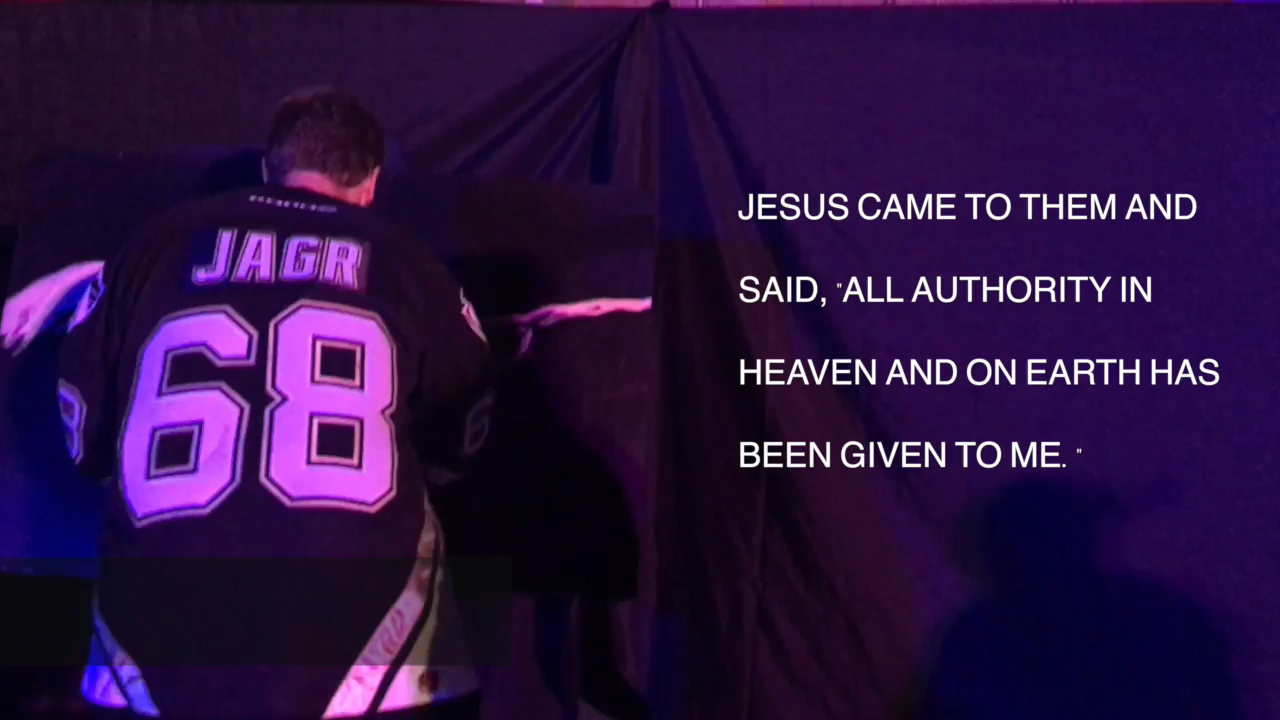 JAGR
68
JESUS CAME TO THEM AND
SAID, "ALL AUTHORITY IN
HEAVEN AND ON EARTH HAS
BEEN GIVEN TO ME. "